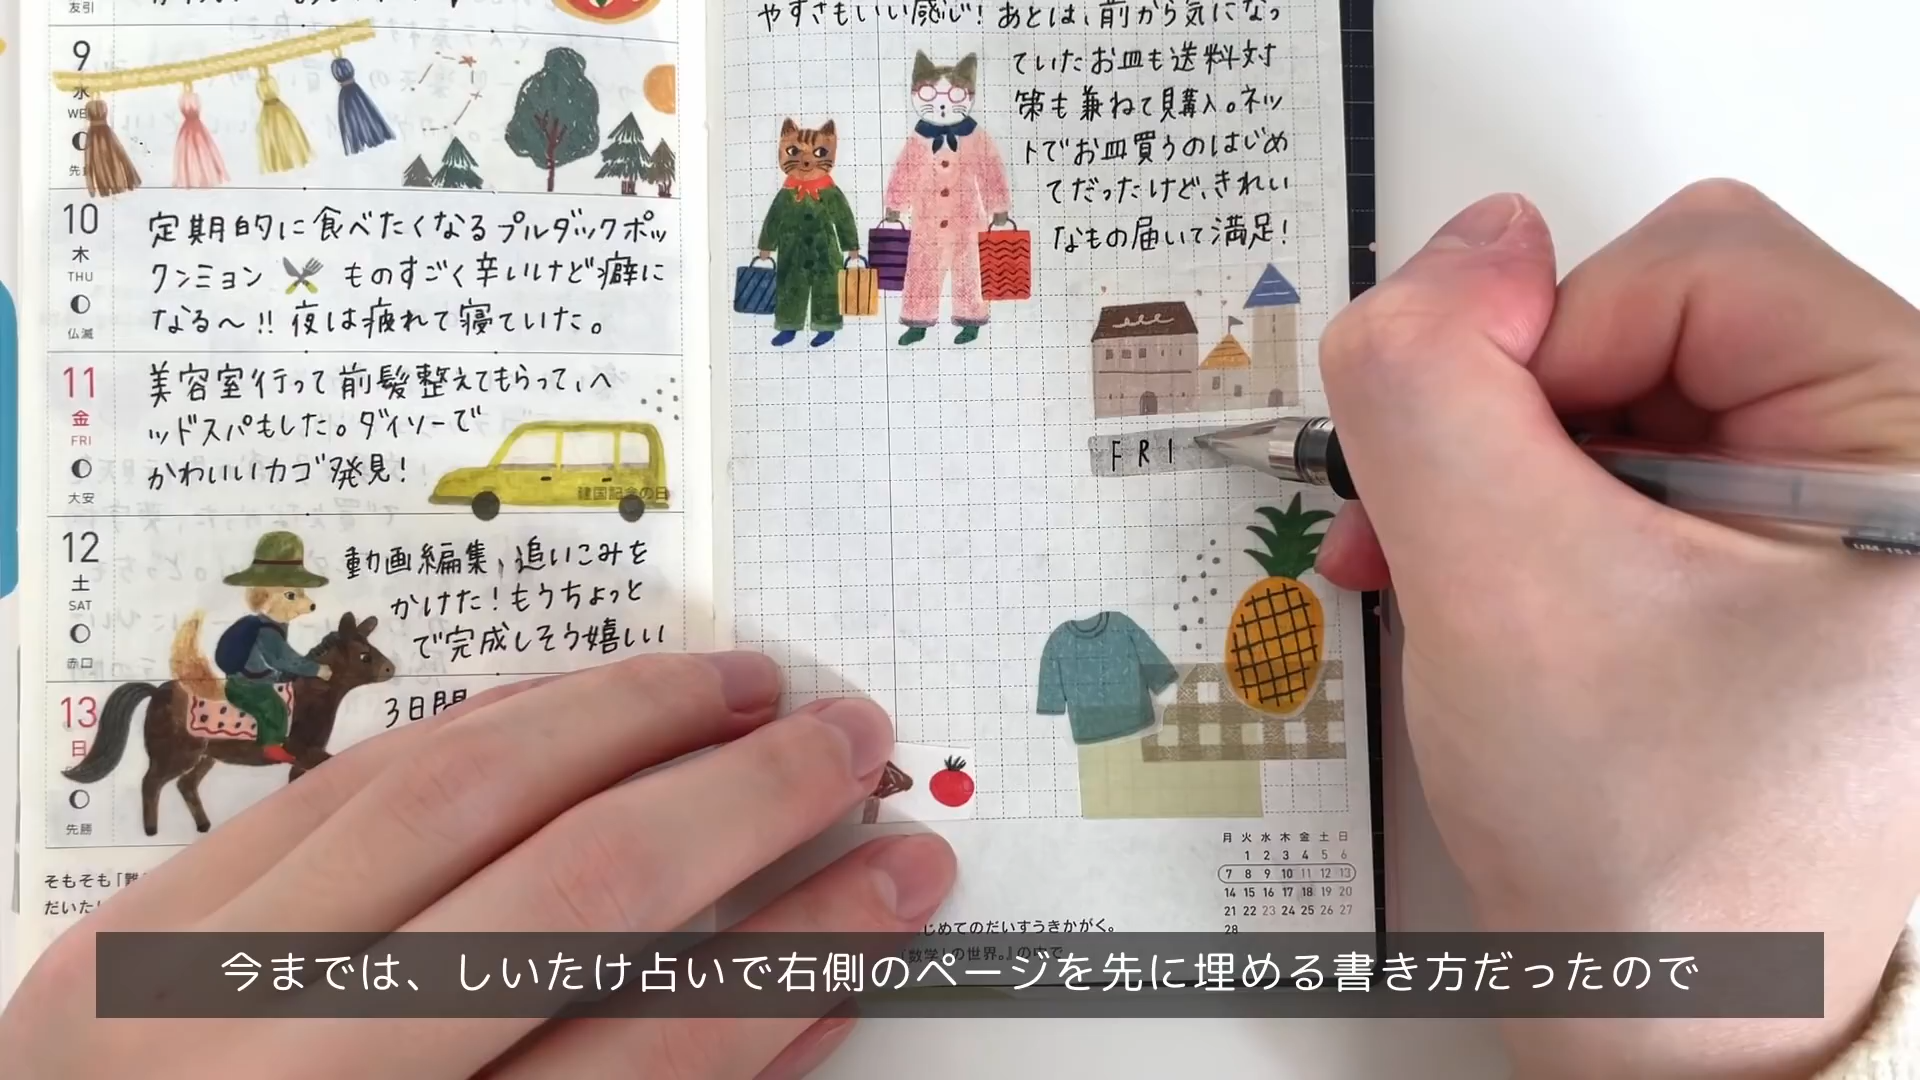 友引
9
水
WED
先負
10
木
THU
仏滅
定期的に食べたくなるプルダックポッ
クンミョン ものすごく辛いけど癖に
なる〜!! 夜は疲れて寝ていた。
11
金
FRI
大安
美容室行って前髪整えてもらって、ヘ
ッドスパもした。ダイソーで
かわいいカゴ発見!
建国記念の日
12
土
SAT
赤口
動画編集、追いこみを
かけた!もうちょっと
で完成しそう嬉しい
13
日
先勝
3日間
そもそも「難
だいたい
やすさもいい感じ!あとは、前から気になっ
ていたお皿も送料対
策も兼ねて購入。ネッ
トでお皿買うのはじめ
てだったけど、きれい
なもの届いて満足!
FRI
UM-151
月 火 水 木 金 土 日
1 2 3 4 5 6
7 8 9 10 11 12 13
14 15 16 17 18 19 20
21 22 23 24 25 26 27
28
じめてのだいすうきかがく。
「数学」の世界。』の中で
今までは、しいたけ占いで右側のページを先に埋める書き方だったので